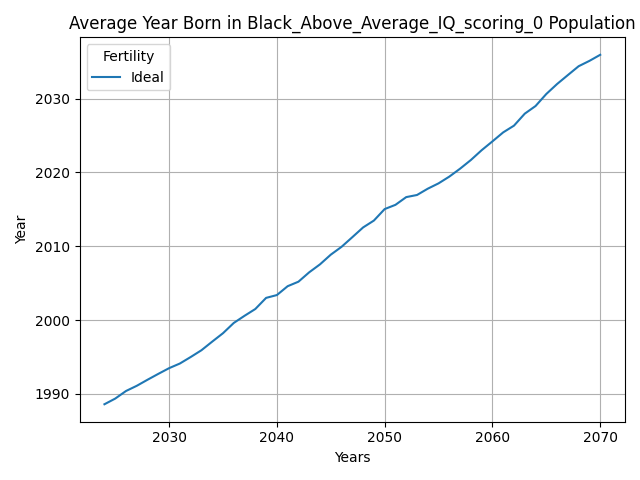 Average Year Born in Black_Above_Average_IQ_scoring_0 Population
Fertility
Ideal
Year
2030
2020
2010
2000
1990
2030 2040 2050 2060 2070
Years